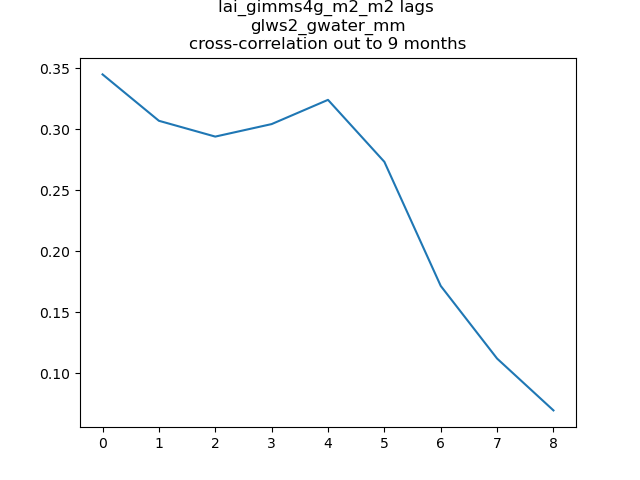 lai_gimms4g_m2_m2 lags
glws2_gwater_mm
cross-correlation out to 9 months
0.35
0.30
0.25
0.20
0.15
0.10
0 1 2 3 4 5 6 7 8